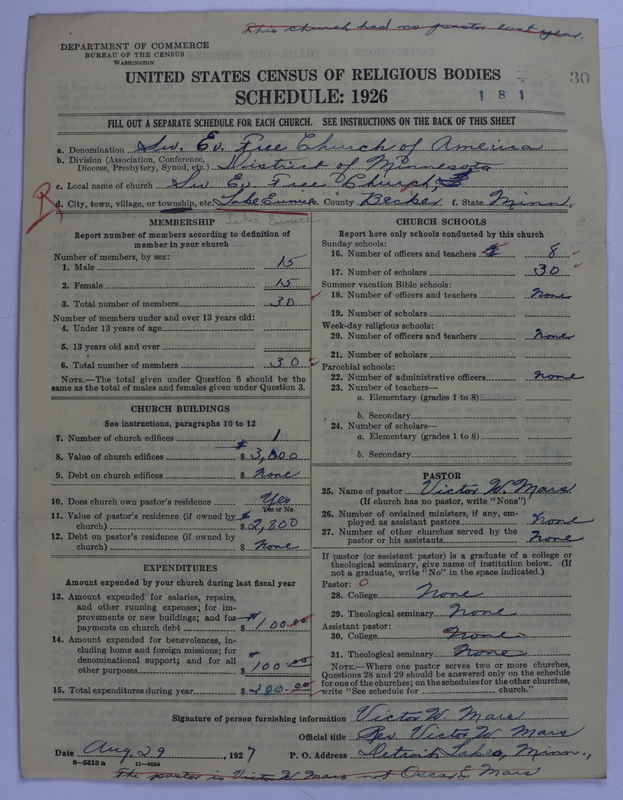 This church had no pastor last year.
DEPARTMENT OF COMMERCE
BUREAU OF THE CENSUS
WASHINGTON
UNITED STATES CENSUS OF RELIGIOUS BODIES
SCHEDULE: 1926
1 8 1
30
FILL OUT A SEPARATE SCHEDULE FOR EACH CHURCH. SEE INSTRUCTIONS ON THE BACK OF THIS SHEET
a. Denomination Sw. Ev. Free Church of America
b. Division (Association, Conference, Diocese, Presbytery, Synod, etc.) District of Minnesota
c. Local name of church Sw Ev. Free Church,
R d. City, town, village, or township, etc. Lake Eunice e. County Becker f. State Minn,
Lake Eunice
MEMBERSHIP
Report number of members according to definition of
member in your church
Number of members, by sex:
1. Male 15
2. Female 15
3. Total number of members 30
Number of members under and over 13 years old:
4. Under 13 years of age
5. 13 years old and over
6. Total number of members 30
NOTE.—The total given under Question 6 should be the
same as the total of males and females given under Question 3.
CHURCH BUILDINGS
See instructions, paragraphs 10 to 12
7. Number of church edifices 1
8. Value of church edifices $ 3,000
9. Debt on church edifices $ None
10. Does church own pastor's residence Yes
Yes or No
11. Value of pastor's residence (if owned by
church) $ 2,800
12. Debt on pastor's residence (if owned by
church) $ None
EXPENDITURES
Amount expended by your church during last fiscal year
13. Amount expended for salaries, repairs,
and other running expenses; for im-
provements or new buildings; and for
payments on church debt $ 100.00
14. Amount expended for benevolences, in-
cluding home and foreign missions; for
denominational support; and for all
other purposes $ 100.00
15. Total expenditures during year $ 200.00
CHURCH SCHOOLS
Report here only schools conducted by this church
Sunday schools:
16. Number of officers and teachers 8
17. Number of scholars 30
Summer vacation Bible schools:
18. Number of officers and teachers None
19. Number of scholars
Week-day religious schools:
20. Number of officers and teachers None
21. Number of scholars
Parochial schools:
22. Number of administrative officers None
23. Number of teachers—
a. Elementary (grades 1 to 8)
b. Secondary
24. Number of scholars—
a. Elementary (grades 1 to 8)
b. Secondary
PASTOR
25. Name of pastor Victor W. Mars
(If church has no pastor, write "None")
26. Number of ordained ministers, if any, em-
ployed as assistant pastors None
27. Number of other churches served by the
pastor or his assistants None
If pastor (or assistant pastor) is a graduate of a college or
theological seminary, give name of institution below. (If
not a graduate, write "No" in the space indicated.)
Pastor: 0
28. College None
29. Theological seminary None
Assistant pastor:
30. College None
31. Theological seminary None
NOTE.—Where one pastor serves two or more churches,
Questions 28 and 29 should be answered only on the schedule
for one of the churches; on the schedules for the other churches,
write "See schedule for church."
Signature of person furnishing information Victor W. Mars
Official title Rev. Victor W. Mars
Date Aug. 29, 1927 P. O. Address Detroit Lakes, Minn.,
8—5518 a 11—9554
The pastor is Victor W Mars not Oscar E. Mars